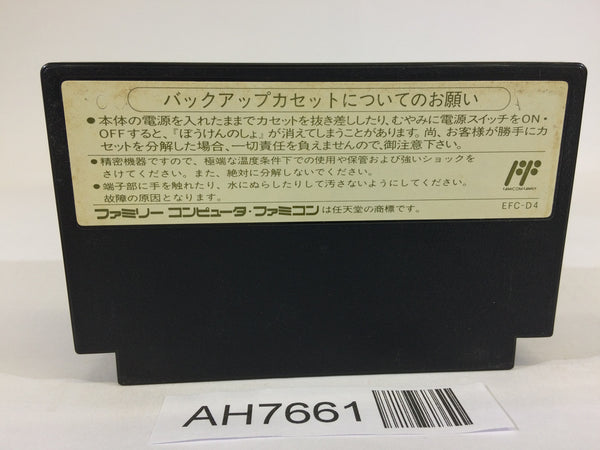 バックアップカセットについてのお願い
●本体の電源を入れたままでカセットを抜き差ししたり、むやみに電源スイッチをON・
OFFすると、『ぼうけんのしょ』が消えてしまうことがあります。尚、お客様が勝手にカ
セットを分解した場合、一切責任を負えませんので、御注意下さい。
●精密機器ですので、極端な温度条件下での使用や保管および強いショックを
さけてください。また、絶対に分解しないでください。
●端子部に手を触れたり、水にぬらしたりして汚さないようにしてください。
故障の原因となります。
FAMICOM FAMILY
ファミリー コンピュータ・ファミコンは任天堂の商標です。
EFC-D4
AH7661